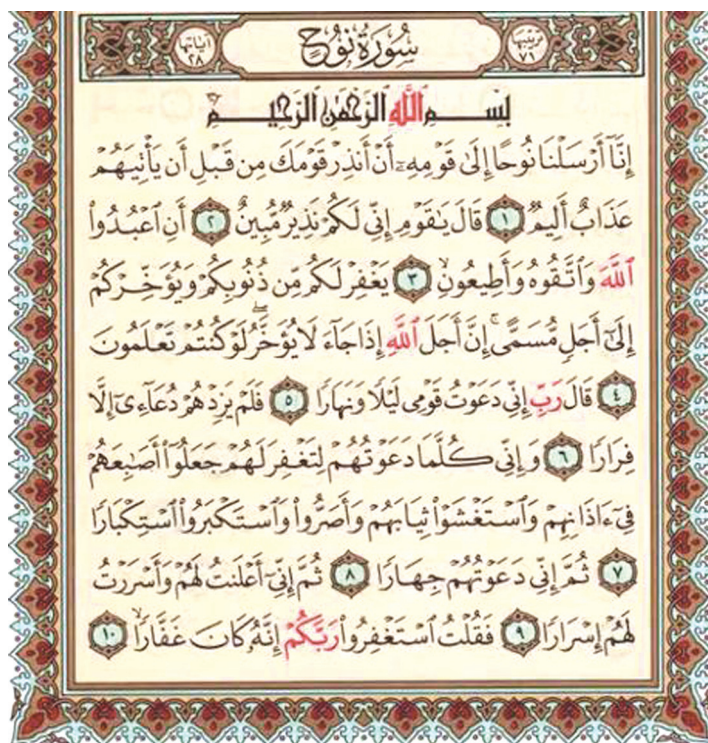 ترتيبها ٧١ سُورَةُ نُوحٍ آياتها ٢٨
بِسْمِ ٱللَّهِ ٱلرَّحْمَٰنِ ٱلرَّحِيمِ
إِنَّآ أَرْسَلْنَا نُوحًا إِلَىٰ قَوْمِهِۦٓ أَنْ أَنذِرْ قَوْمَكَ مِن قَبْلِ أَن يَأْتِيَهُمْ
عَذَابٌ أَلِيمٌ ١ قَالَ يَٰقَوْمِ إِنِّى لَكُمْ نَذِيرٌ مُّبِينٌ ٢ أَنِ ٱعْبُدُوا۟
ٱللَّهَ وَٱتَّقُوهُ وَأَطِيعُونِ ٣ يَغْفِرْ لَكُم مِّن ذُنُوبِكُمْ وَيُؤَخِّرْكُمْ
إِلَىٰٓ أَجَلٍ مُّسَمًّى ۚ إِنَّ أَجَلَ ٱللَّهِ إِذَا جَآءَ لَا يُؤَخَّرُ ۖ لَوْ كُنتُمْ تَعْلَمُونَ
٤ قَالَ رَبِّ إِنِّى دَعَوْتُ قَوْمِى لَيْلًا وَنَهَارًا ٥ فَلَمْ يَزِدْهُمْ دُعَآءِىٓ إِلَّا
فِرَارًا ٦ وَإِنِّى كُلَّمَا دَعَوْتُهُمْ لِتَغْفِرَ لَهُمْ جَعَلُوٓا۟ أَصَٰبِعَهُمْ
فِىٓ ءَاذَانِهِمْ وَٱسْتَغْشَوْا۟ ثِيَابَهُمْ وَأَصَرُّوا۟ وَٱسْتَكْبَرُوا۟ ٱسْتِكْبَارًا
٧ ثُمَّ إِنِّى دَعَوْتُهُمْ جِهَارًا ٨ ثُمَّ إِنِّىٓ أَعْلَنتُ لَهُمْ وَأَسْرَرْتُ
لَهُمْ إِسْرَارًا ٩ فَقُلْتُ ٱسْتَغْفِرُوا۟ رَبَّكُمْ إِنَّهُۥ كَانَ غَفَّارًا ١٠